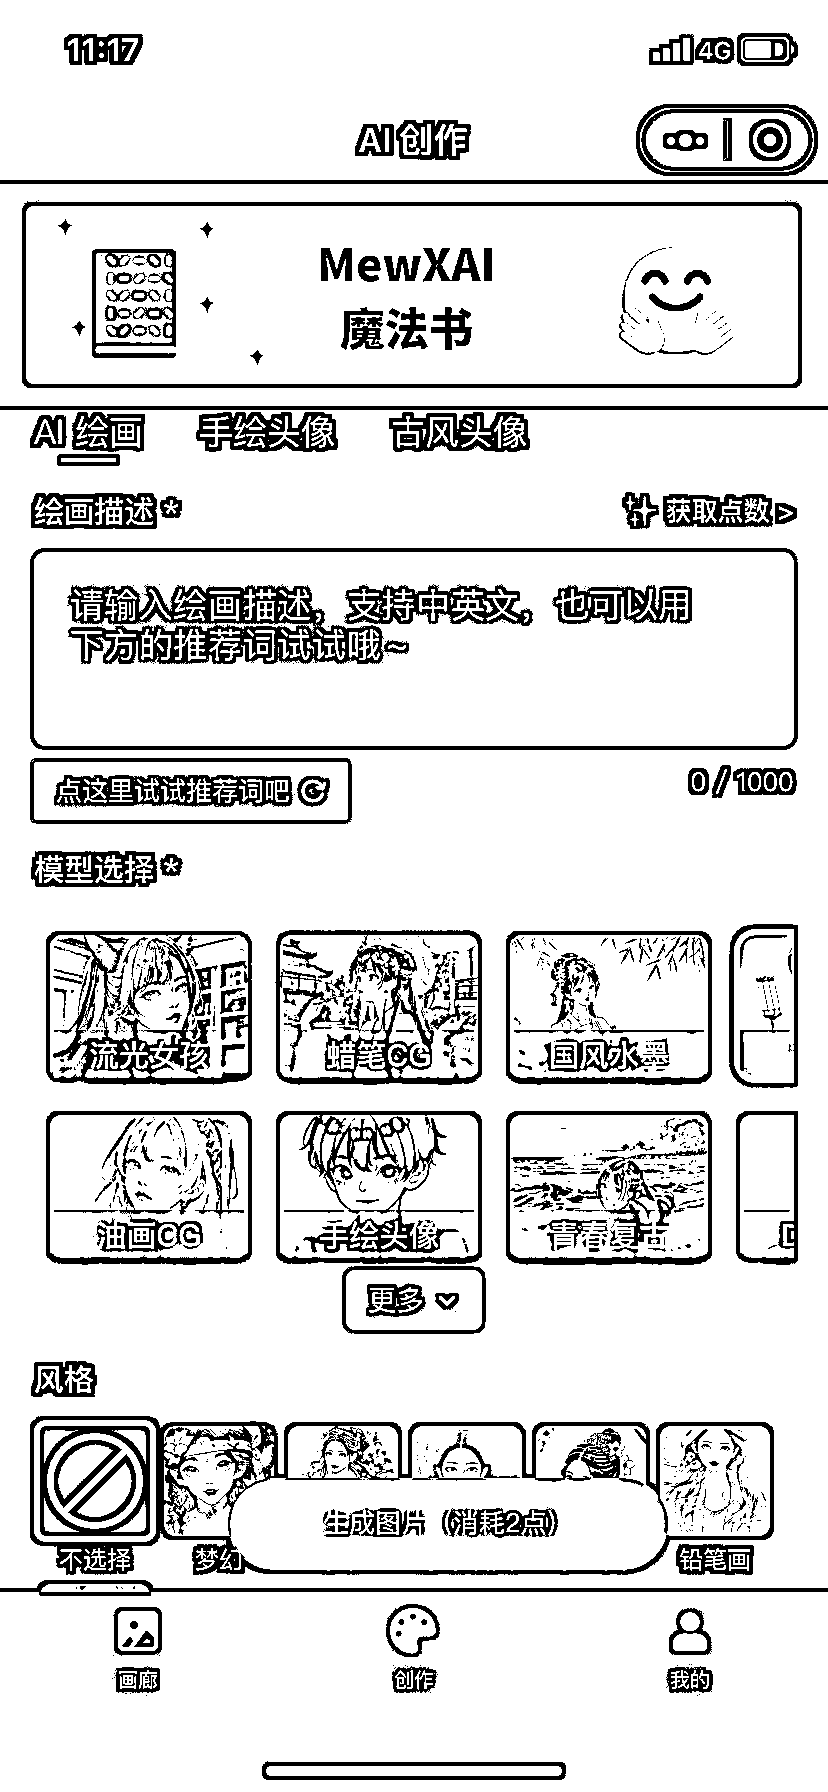 11:17
4G
AI 创作
MewXAI
魔法书
AI 绘画 手绘头像 古风头像
绘画描述 *
获取点数 >
请输入绘画描述，支持中英文，也可以用
下方的推荐词试试哦~
点这里试试推荐词吧
0 / 1000
模型选择 *
流光女孩 蜡笔CG 国风水墨
油画CG 手绘头像 青春复古
更多
风格
生成图片（消耗2点）
不选择 梦幻 铅笔画
画廊 创作 我的